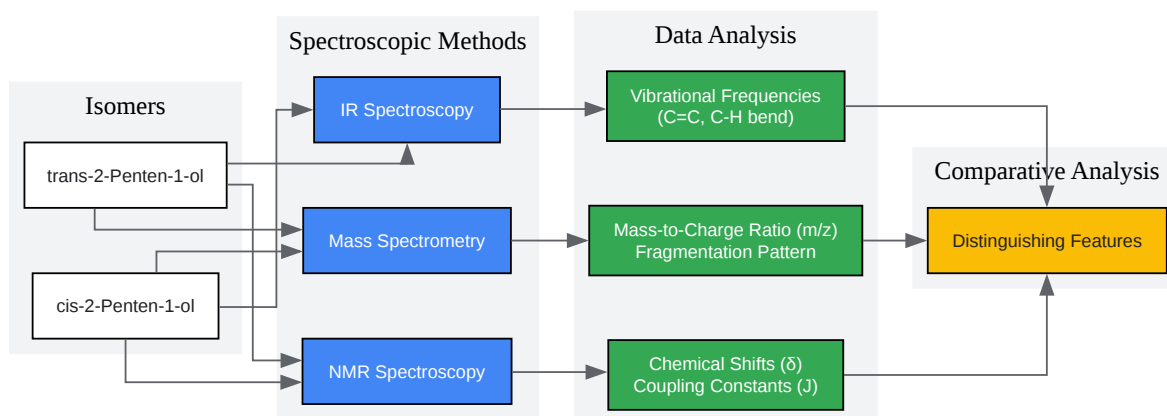 Isomers
trans-2-Penten-1-ol
cis-2-Penten-1-ol
Spectroscopic Methods
IR Spectroscopy
Mass Spectrometry
NMR Spectroscopy
Data Analysis
Vibrational Frequencies
(C=C, C-H bend)
Mass-to-Charge Ratio (m/z)
Fragmentation Pattern
Chemical Shifts (δ)
Coupling Constants (J)
Comparative Analysis
Distinguishing Features